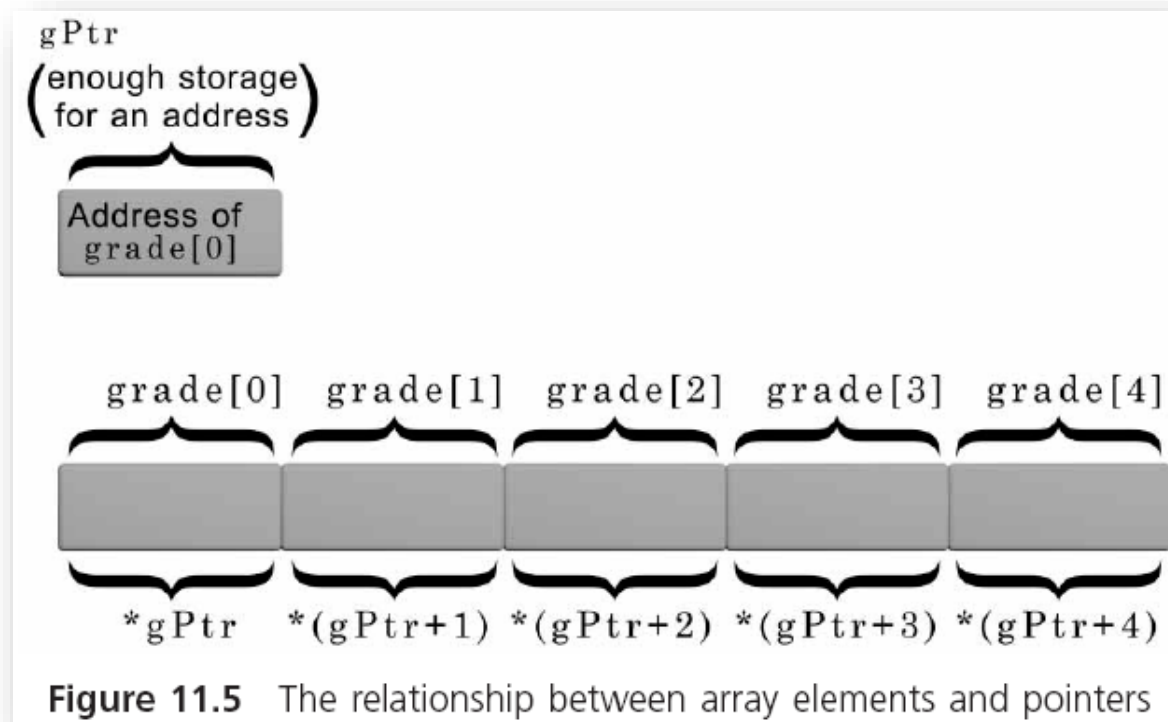 gPtr
(enough storage
for an address)
Address of
grade[0]
grade[0] grade[1] grade[2] grade[3] grade[4]
*gPtr *(gPtr+1) *(gPtr+2) *(gPtr+3) *(gPtr+4)
Figure 11.5 The relationship between array elements and pointers